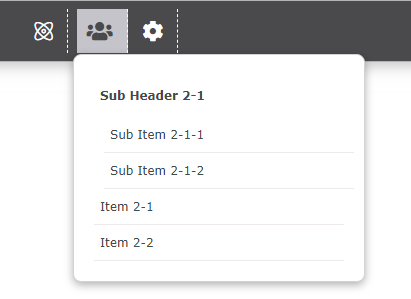 Sub Header 2-1
Sub Item 2-1-1
Sub Item 2-1-2
Item 2-1
Item 2-2